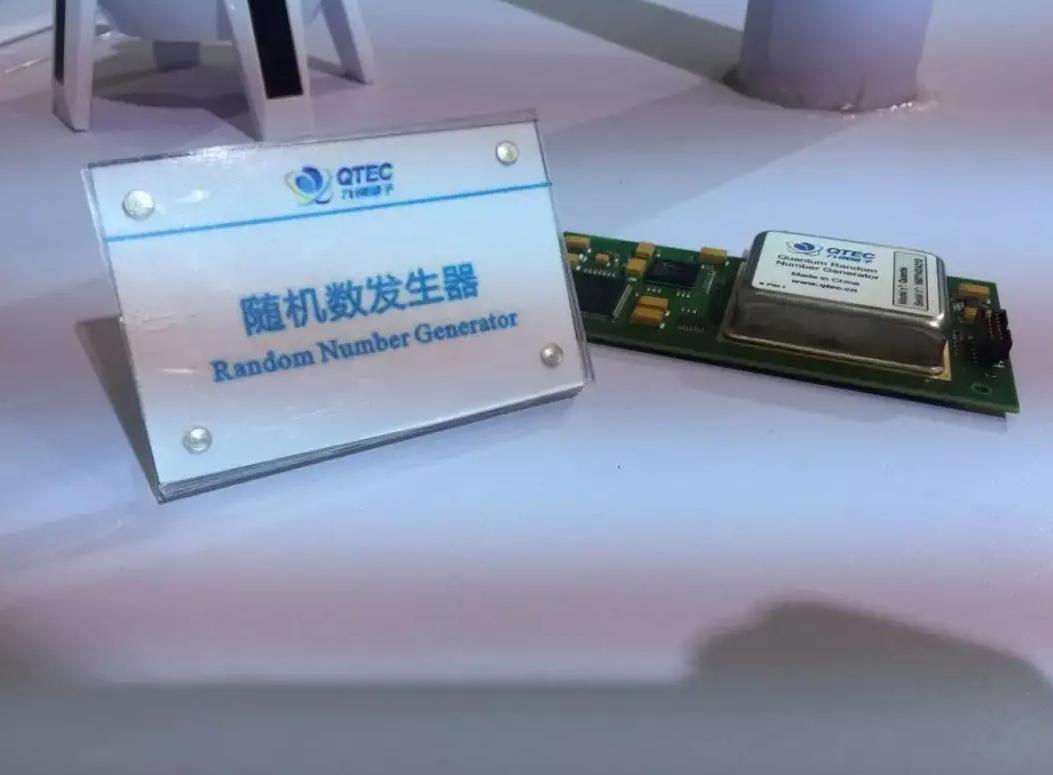 QTEC
随机数发生器
Random Number Generator
QTEC
Quantum Random
Number Generator
Made in China
www.qtec.cn